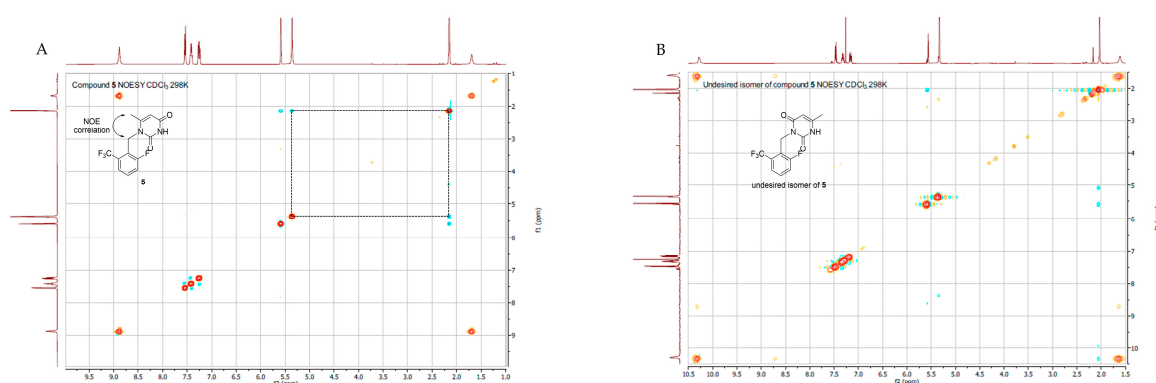 A
Compound 5 NOESY CDCl3 298K
NOE
correlation
O
N
NH
F3C
O
F
5
1
2
3
4
5
6
7
8
9
f1 (ppm)
9.5 9.0 8.5 8.0 7.5 7.0 6.5 6.0 5.5 5.0 4.5 4.0 3.5 3.0 2.5 2.0 1.5 1.0
B
Undesired isomer of compound 5 NOESY CDCl3 298K
O
N
NH
F3C
O
F
undesired isomer of 5
2
3
4
5
6
7
8
9
10
10.5 10.0 9.5 9.0 8.5 8.0 7.5 7.0 6.5 6.0 5.5 5.0 4.5 4.0 3.5 3.0 2.5 2.0 1.5
f2 (ppm)